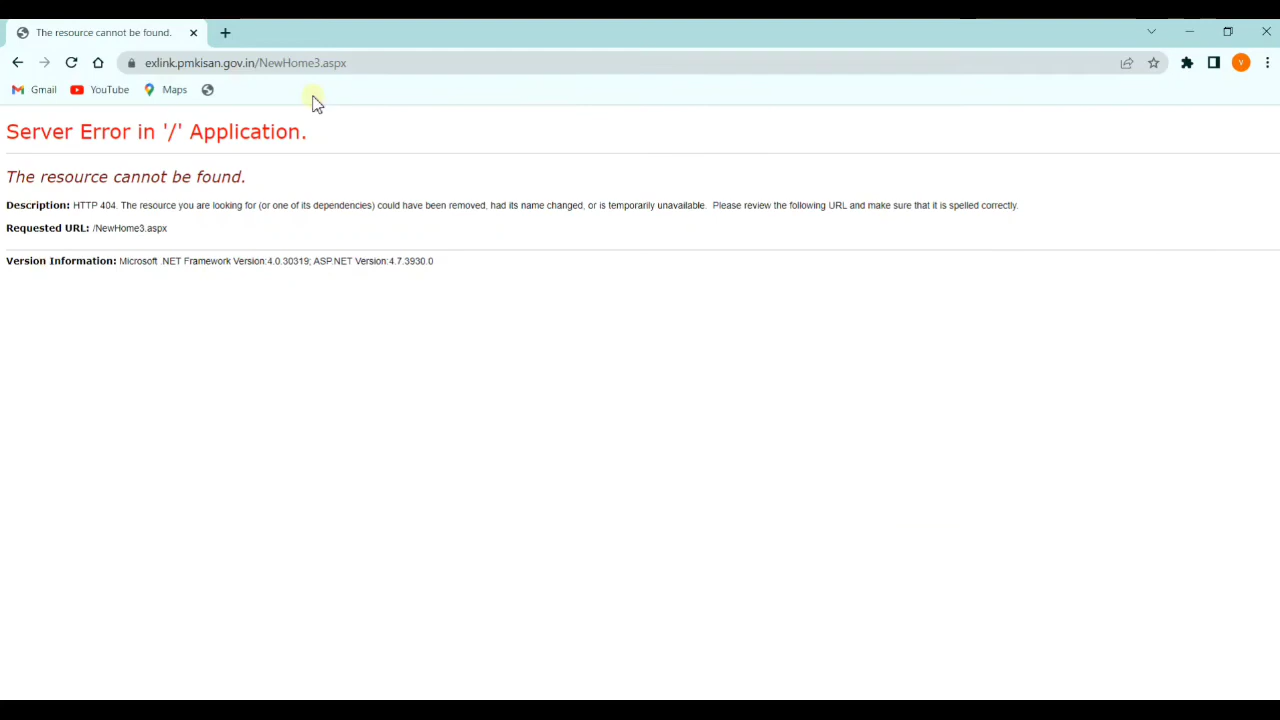 The resource cannot be found.
exlink.pmkisan.gov.in/NewHome3.aspx
V
Gmail YouTube Maps
Server Error in '/' Application.
The resource cannot be found.
Description: HTTP 404. The resource you are looking for (or one of its dependencies) could have been removed, had its name changed, or is temporarily unavailable.  Please review the following URL and make sure that it is spelled correctly.
Requested URL: /NewHome3.aspx
Version Information: Microsoft .NET Framework Version:4.0.30319; ASP.NET Version:4.7.3930.0